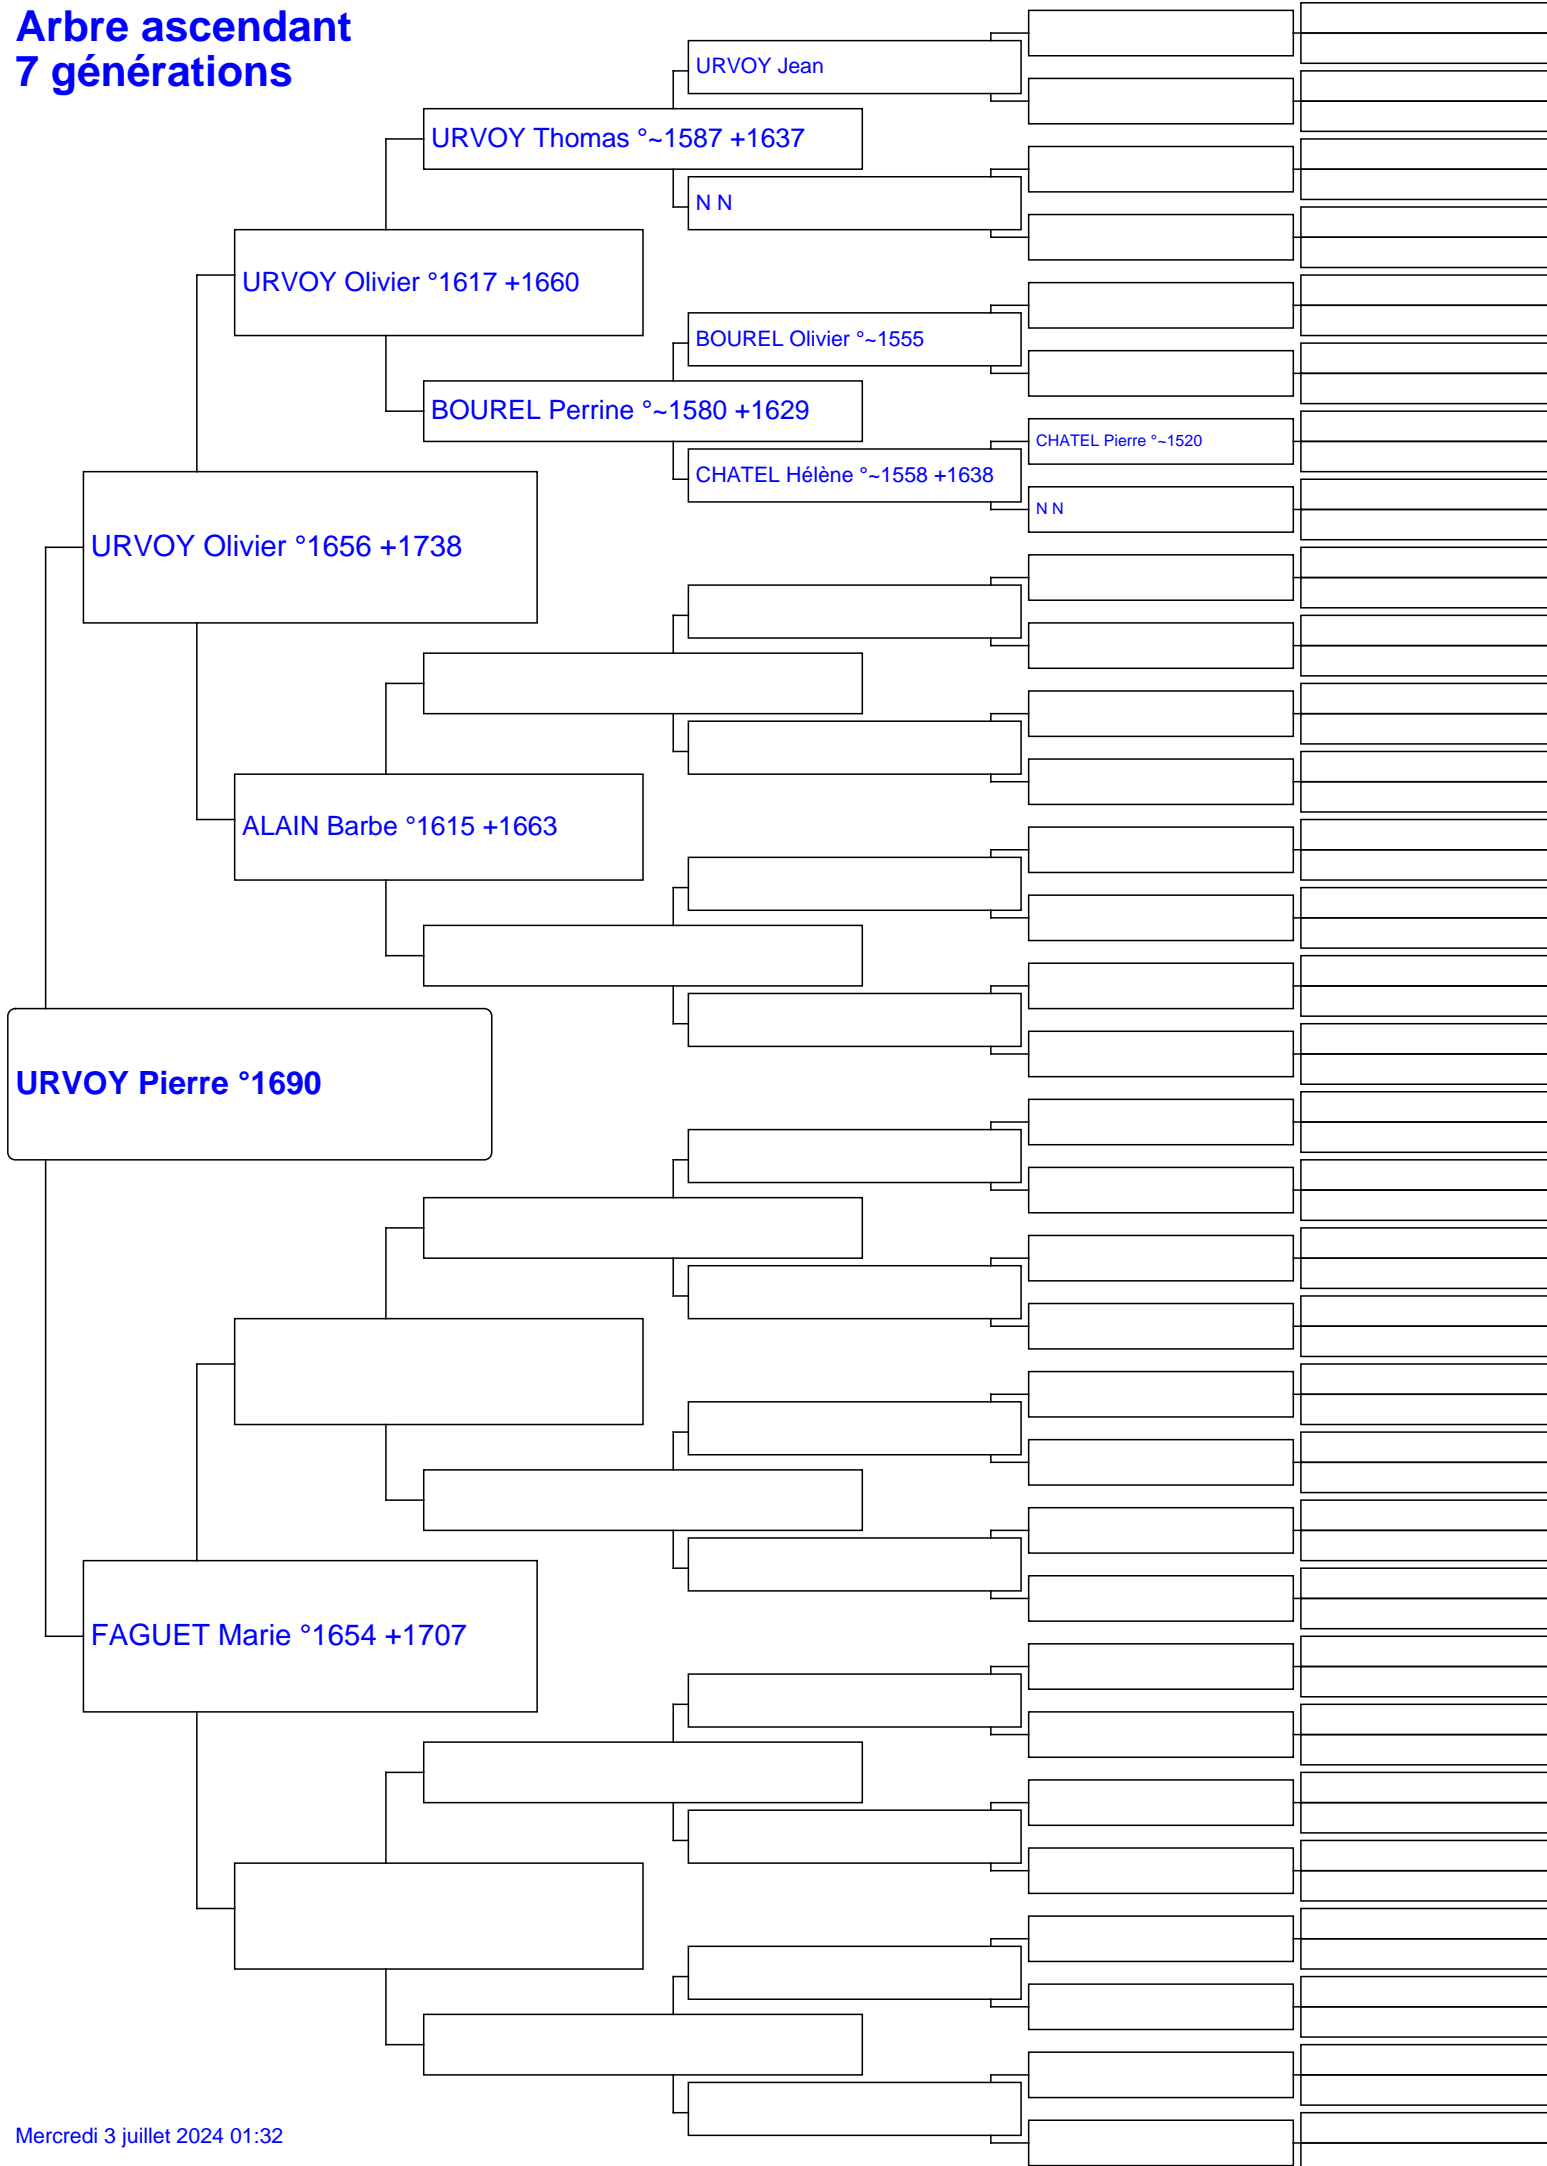 Arbre ascendant
7 générations
URVOY Jean
URVOY Thomas °~1587 +1637
N N
URVOY Olivier °1617 +1660
BOUREL Olivier °~1555
BOUREL Perrine °~1580 +1629
CHATEL Pierre °~1520
CHATEL Hélène °~1558 +1638
N N
URVOY Olivier °1656 +1738
ALAIN Barbe °1615 +1663
URVOY Pierre °1690
FAGUET Marie °1654 +1707
Mercredi 3 juillet 2024 01:32